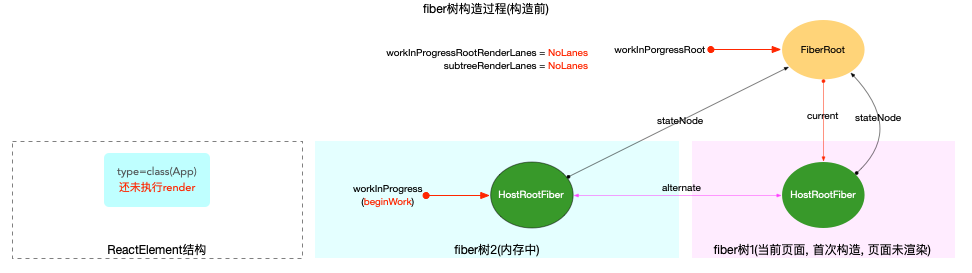 fiber树构造过程(构造前)
workInProgressRootRenderLanes = NoLanes
subtreeRenderLanes = NoLanes
workInPorgressRoot
FiberRoot
stateNode
current
stateNode
type=class(App)
还未执行render
ReactElement结构
workInProgress
(beginWork)
HostRootFiber
alternate
HostRootFiber
fiber树2(内存中)
fiber树1(当前页面, 首次构造, 页面未渲染)